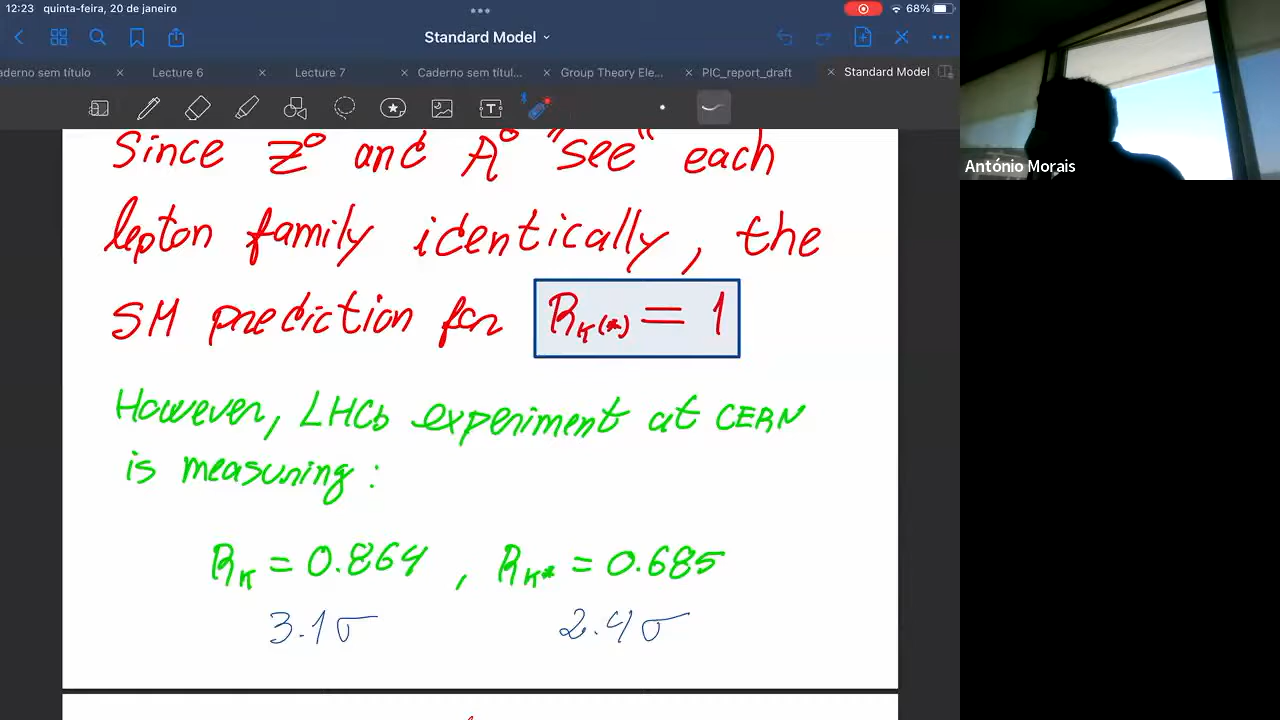 12:23 quinta-feira, 20 de janeiro
68%
Standard Model
aderno sem título
Lecture 6
Lecture 7
Caderno sem títul...
Group Theory Ele...
PIC_report_draft
Standard Model
Since Z⁰ and A⁰ "see" each
lepton family identically, the
SM prediction for R_K(*) = 1
However, LHCb experiment at CERN
is measuring:
R_K = 0.864 , R_K* = 0.685
3.1σ 2.4σ
António Morais